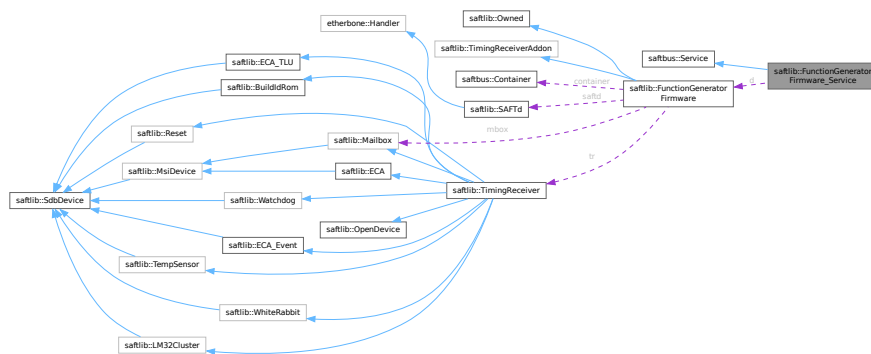 etherbone::Handler
saftlib::Owned
saftlib::TimingReceiverAddon
saftbus::Service
saftlib::ECA_TLU
saftbus::Container
container
saftlib::FunctionGenerator
Firmware
d
saftlib::FunctionGenerator
Firmware_Service
saftlib::BuildIdRom
saftlib::SAFTd
saftd
saftlib::Reset
saftlib::Mailbox
mbox
saftlib::MsiDevice
saftlib::ECA
tr
saftlib::SdbDevice
saftlib::Watchdog
saftlib::TimingReceiver
saftlib::OpenDevice
saftlib::ECA_Event
saftlib::TempSensor
saftlib::WhiteRabbit
saftlib::LM32Cluster